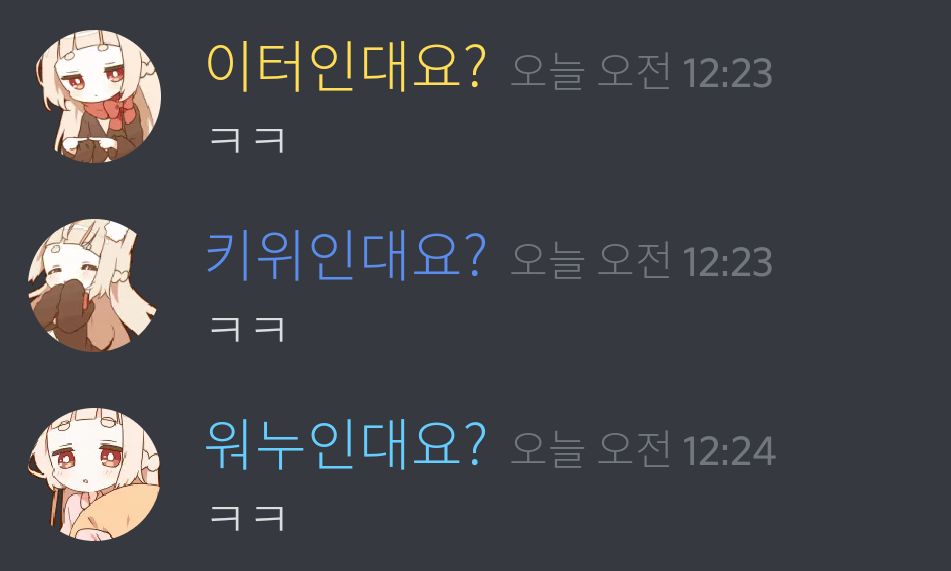 이터인대요? 오늘 오전 12:23
ㅋㅋ
키위인대요? 오늘 오전 12:23
ㅋㅋ
워누인대요? 오늘 오전 12:24
ㅋㅋ